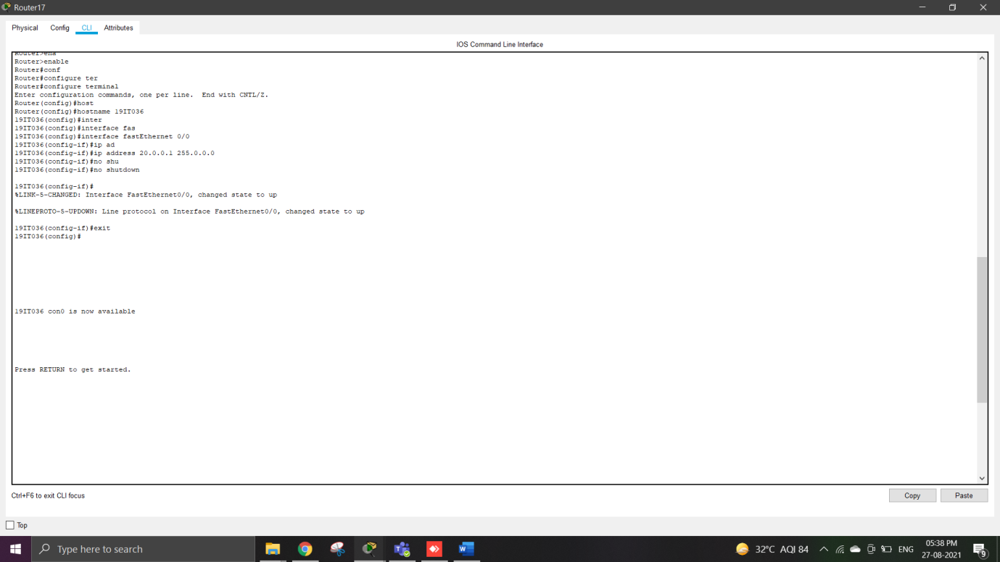 Router17
Physical Config CLI Attributes
IOS Command Line Interface
Router>ena
Router>enable
Router#conf
Router#configure ter
Router#configure terminal
Enter configuration commands, one per line.  End with CNTL/Z.
Router(config)#host
Router(config)#hostname 19IT036
19IT036(config)#inter
19IT036(config)#interface fas
19IT036(config)#interface fastEthernet 0/0
19IT036(config-if)#ip ad
19IT036(config-if)#ip address 20.0.0.1 255.0.0.0
19IT036(config-if)#no shu
19IT036(config-if)#no shutdown
19IT036(config-if)#
%LINK-5-CHANGED: Interface FastEthernet0/0, changed state to up
%LINEPROTO-5-UPDOWN: Line protocol on Interface FastEthernet0/0, changed state to up
19IT036(config-if)#exit
19IT036(config)#
19IT036 con0 is now available
Press RETURN to get started.
Ctrl+F6 to exit CLI focus
Copy Paste
Top
Type here to search
32°C AQI 84
ENG
05:38 PM
27-08-2021
9